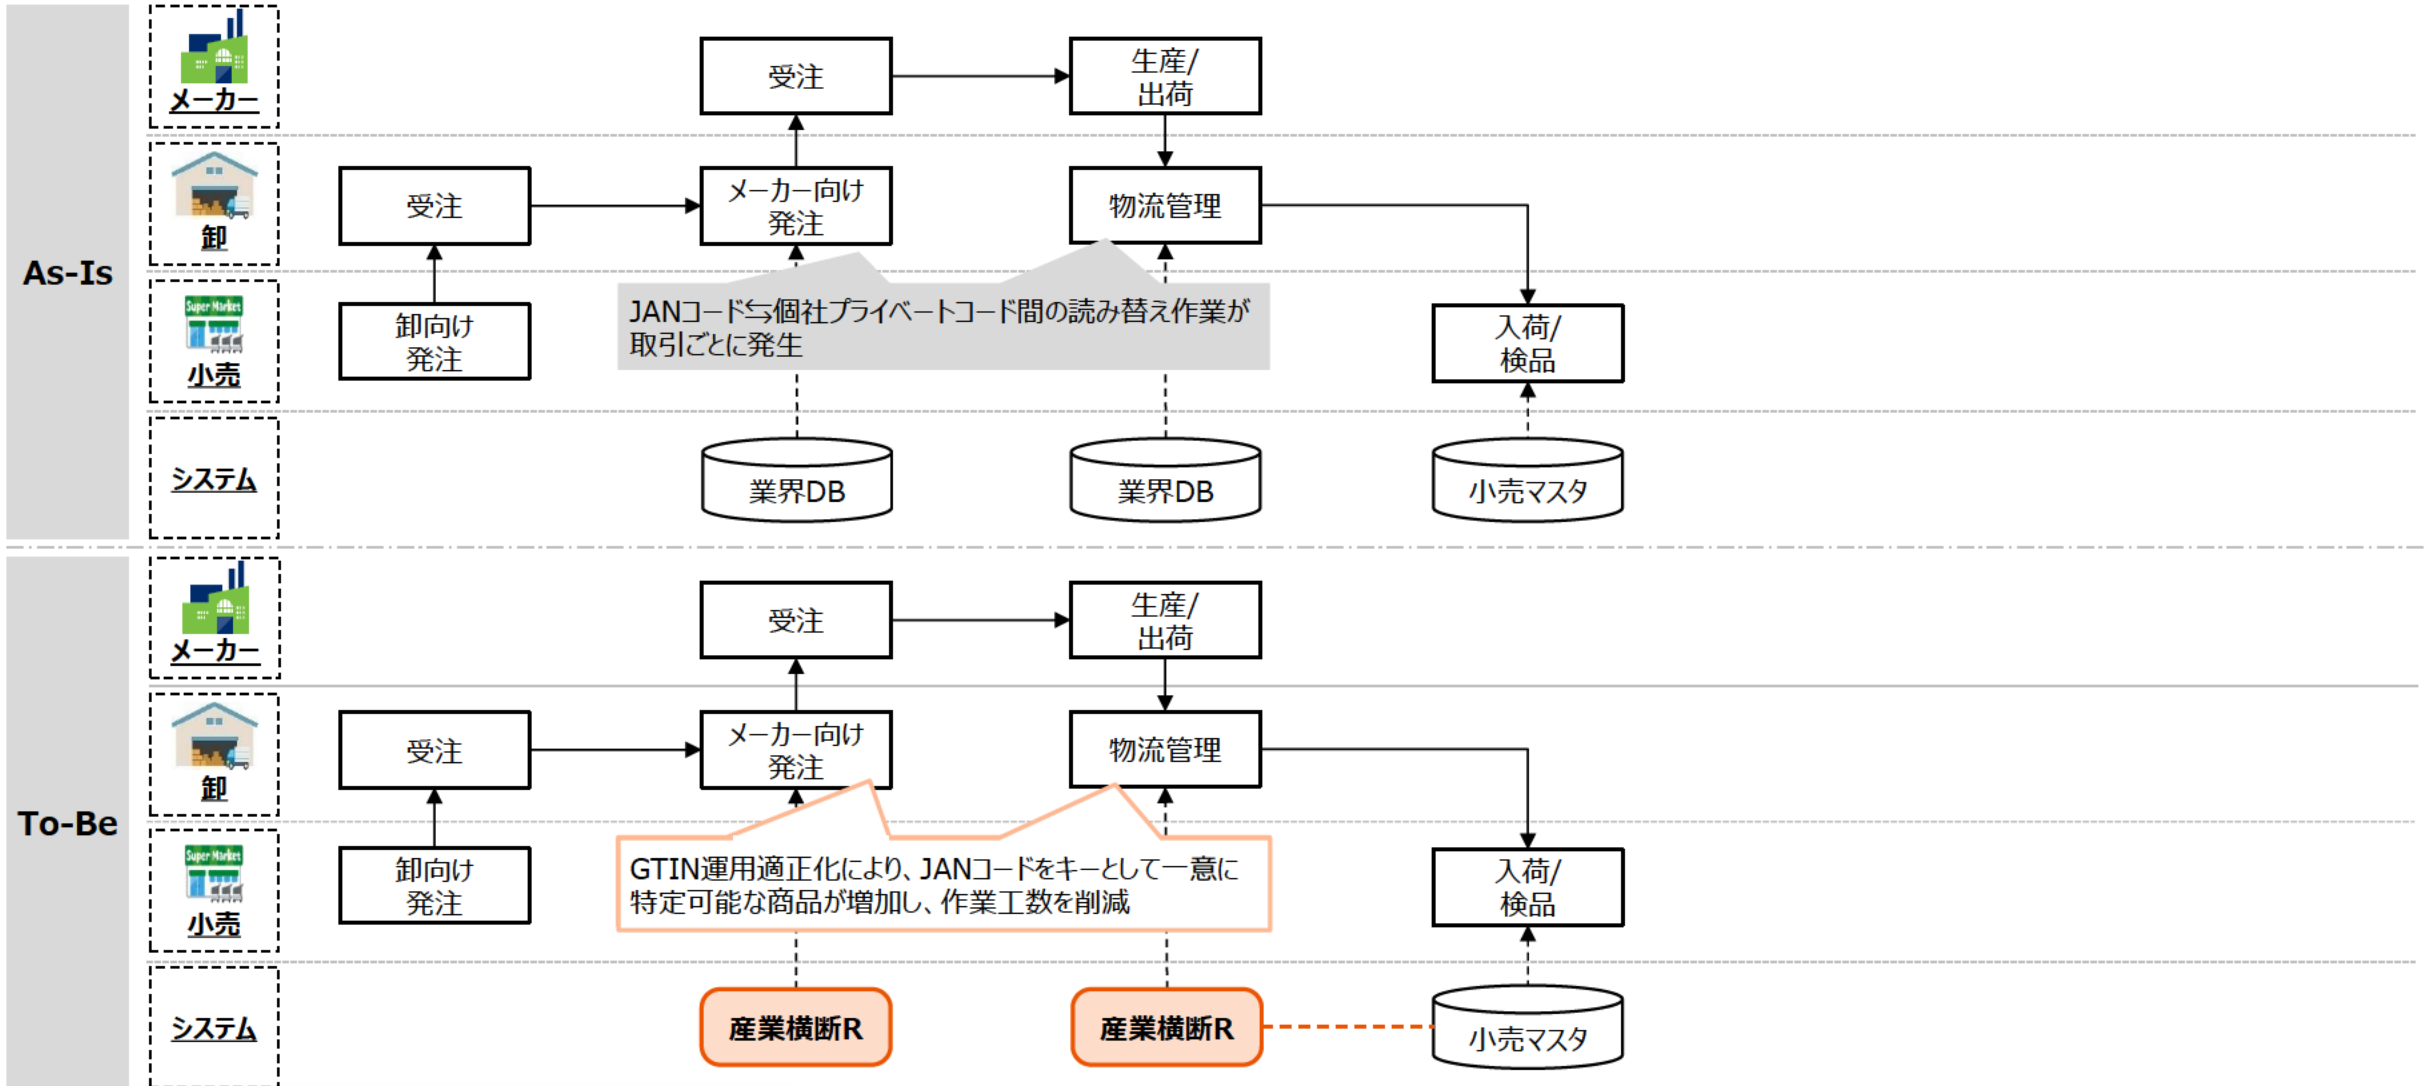 As-Is
メーカー
受注
生産/
出荷
卸
受注
メーカー向け
発注
物流管理
Super Market
小売
卸向け
発注
JANコード⇆個社プライベートコード間の読み替え作業が
取引ごとに発生
入荷/
検品
システム
業界DB
業界DB
小売マスタ
To-Be
メーカー
受注
生産/
出荷
卸
受注
メーカー向け
発注
物流管理
Super Market
小売
卸向け
発注
GTIN運用適正化により、JANコードをキーとして一意に
特定可能な商品が増加し、作業工数を削減
入荷/
検品
システム
産業横断R
産業横断R
小売マスタ